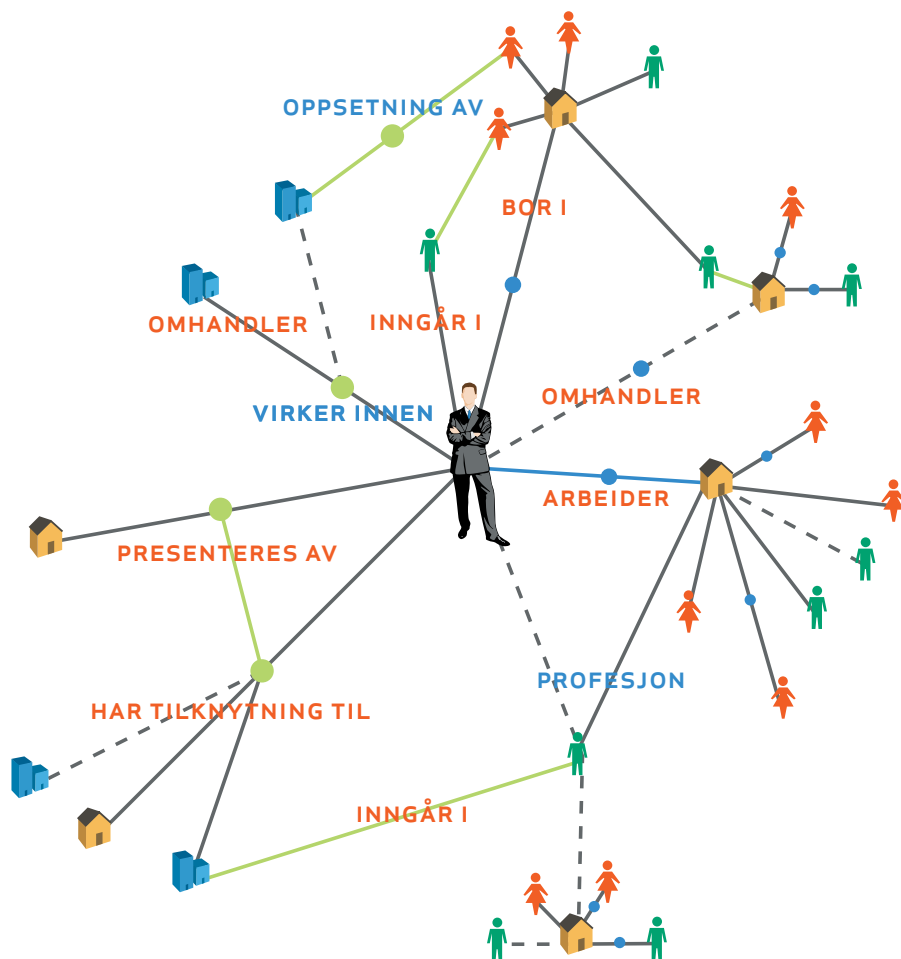 OPPSETNING AV
BOR I
OMHANDLER
INNGÅR I
OMHANDLER
VIRKER INNEN
ARBEIDER
PRESENTERES AV
PROFESJON
HAR TILKNYTNING TIL
INNGÅR I